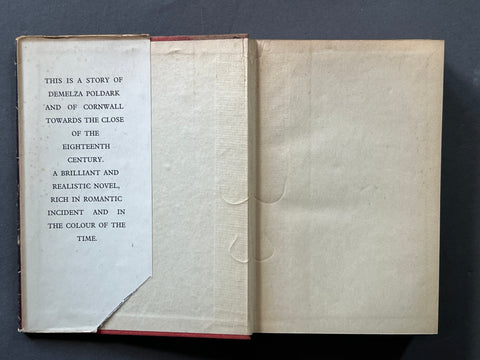 THIS IS A STORY OF
DEMELZA POLDARK
AND OF CORNWALL
TOWARDS THE CLOSE
OF THE
EIGHTEENTH
CENTURY.
A BRILLIANT AND
REALISTIC NOVEL,
RICH IN ROMANTIC
INCIDENT AND IN
THE COLOUR OF THE
TIME.